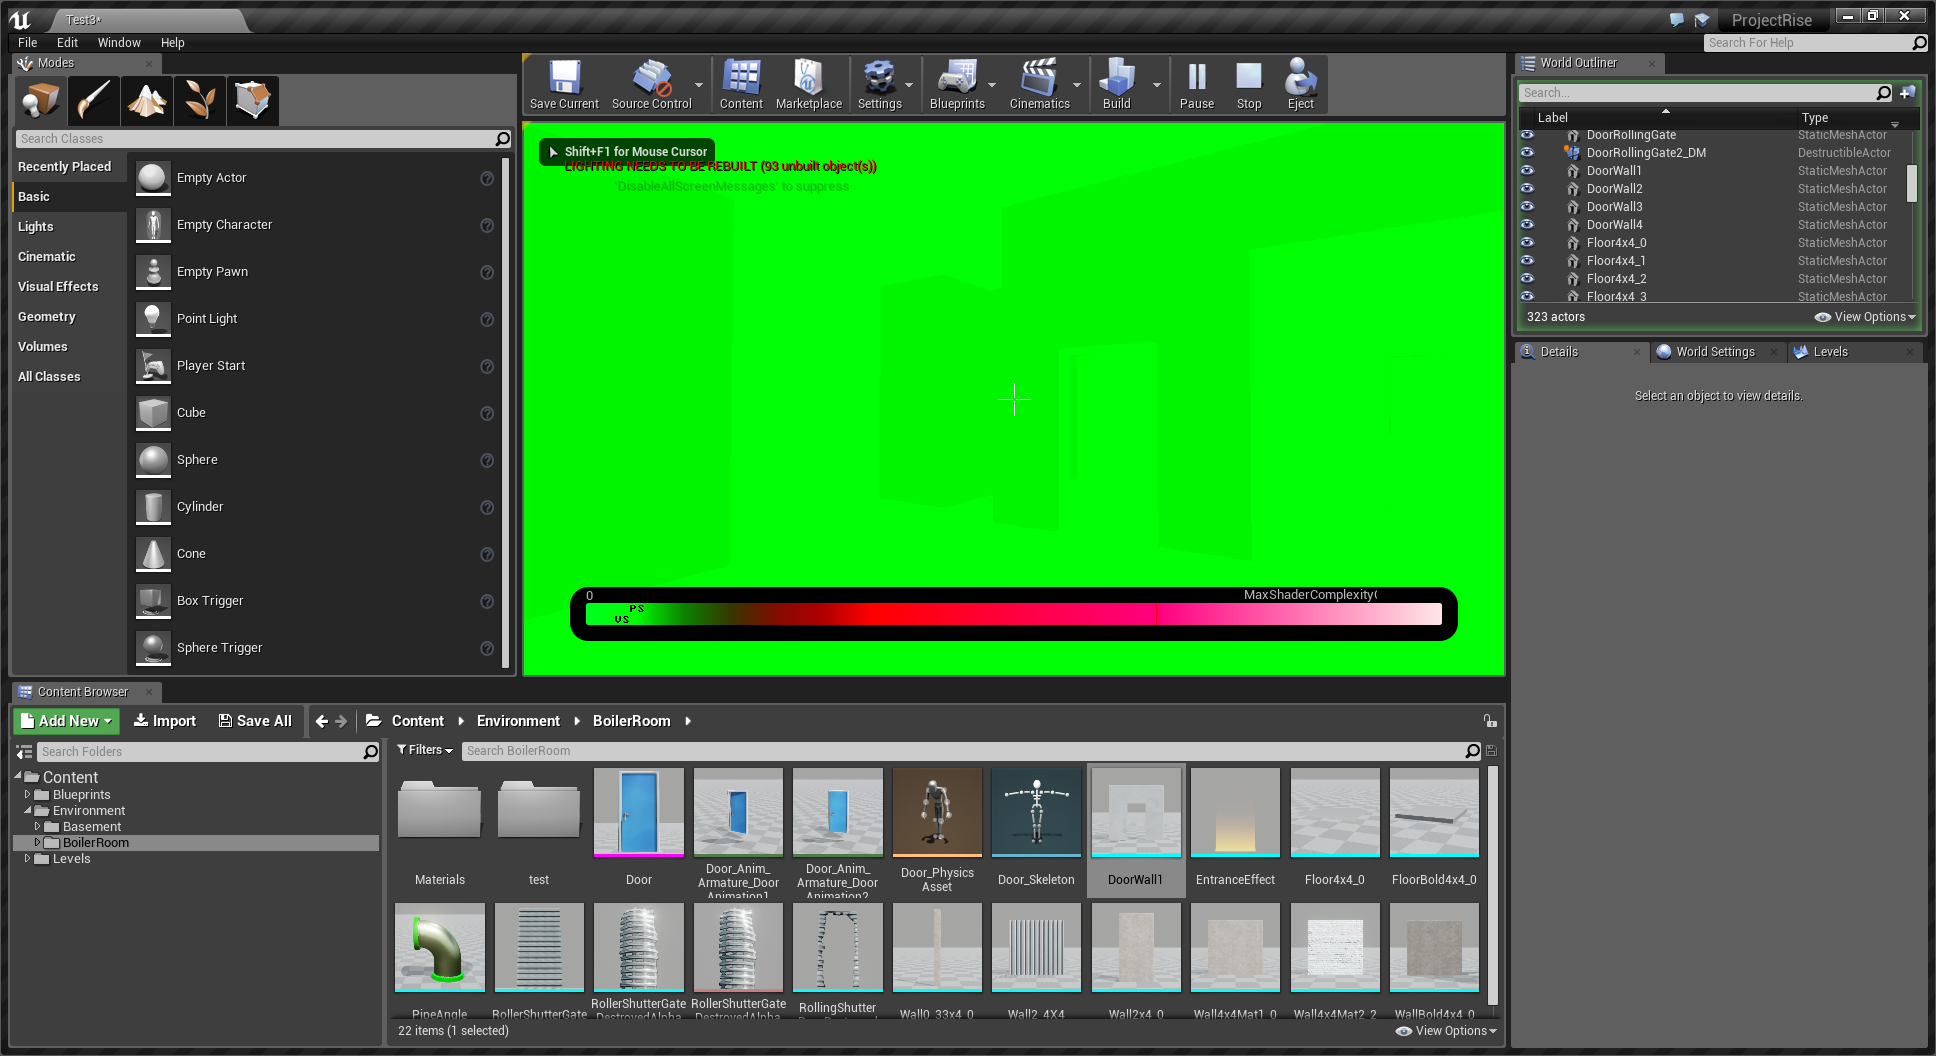 Test3*
ProjectRise
File Edit Window Help
Search For Help
Modes
Search Classes
Recently Placed
Basic
Lights
Cinematic
Visual Effects
Geometry
Volumes
All Classes
Empty Actor
Empty Character
Empty Pawn
Point Light
Player Start
Cube
Sphere
Cylinder
Cone
Box Trigger
Sphere Trigger
Save Current Source Control Content Marketplace Settings Blueprints Cinematics Build Pause Stop Eject
Shift+F1 for Mouse Cursor
LIGHTING NEEDS TO BE REBUILT (93 unbuilt object(s))
'DisableAllScreenMessages' to suppress
0 MaxShaderComplexity
PS
VS
World Outliner
Search...
Label Type
DoorRollingGate StaticMeshActor
DoorRollingGate2_DM DestructibleActor
DoorWall1 StaticMeshActor
DoorWall2 StaticMeshActor
DoorWall3 StaticMeshActor
DoorWall4 StaticMeshActor
Floor4x4_0 StaticMeshActor
Floor4x4_1 StaticMeshActor
Floor4x4_2 StaticMeshActor
Floor4x4_3 StaticMeshActor
323 actors View Options
Details World Settings Levels
Select an object to view details.
Content Browser
Add New Import Save All Content Environment BoilerRoom
Search Folders
Content
Blueprints
Environment
Basement
BoilerRoom
Levels
Filters Search BoilerRoom
Materials
test
Door
Door_Anim_
Armature_Door
Animation1
Door_Anim_
Armature_Door
Animation2
Door_Physics
Asset
Door_Skeleton
DoorWall1
EntranceEffect
Floor4x4_0
FloorBold4x4_0
PipeAngle
RollerShutterGate
RollerShutterGate
DestroyedAlpha
RollerShutterGate
DestroyedAlpha
RollingShutter
Wall0_33x4_0
Wall2_4X4
Wall2x4_0
Wall4x4Mat1_0
Wall4x4Mat2_2
WallBold4x4_0
22 items (1 selected) View Options